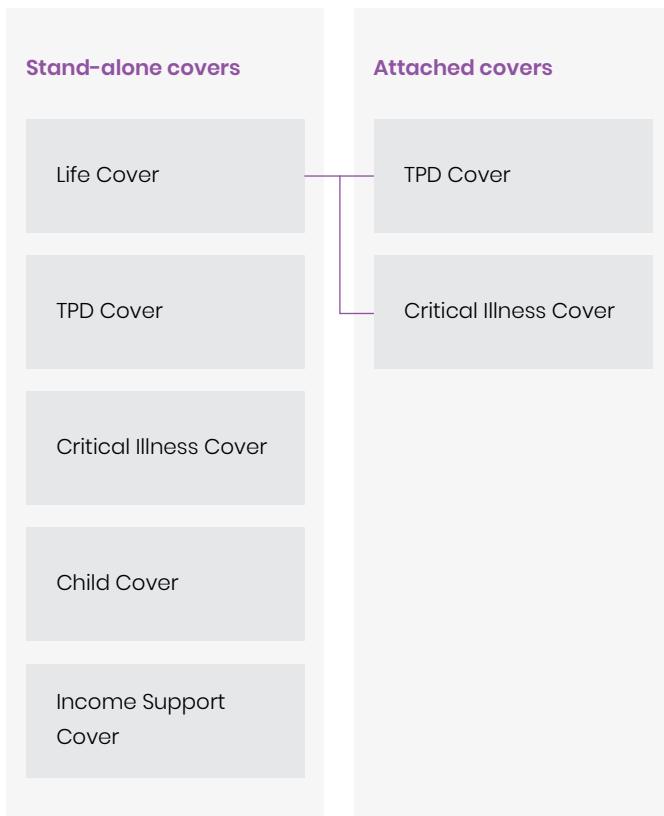 Stand-alone covers
Life Cover
TPD Cover
Critical Illness Cover
Child Cover
Income Support
Cover
Attached covers
TPD Cover
Critical Illness Cover